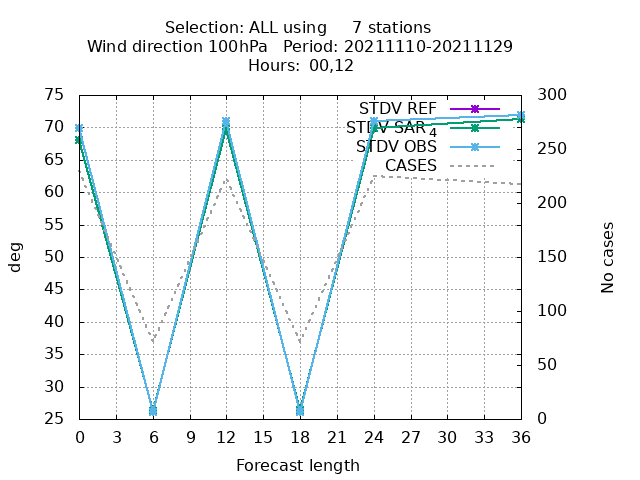 Selection: ALL using 7 stations
Wind direction 100hPa Period: 20211110-20211129
Hours: 00,12
STDV REF
STDV SAR4
STDV OBS
CASES
75
70
65
60
55
50
45
40
35
30
25
deg
300
250
200
150
100
50
0
No cases
0 3 6 9 12 15 18 21 24 27 30 33 36
Forecast length